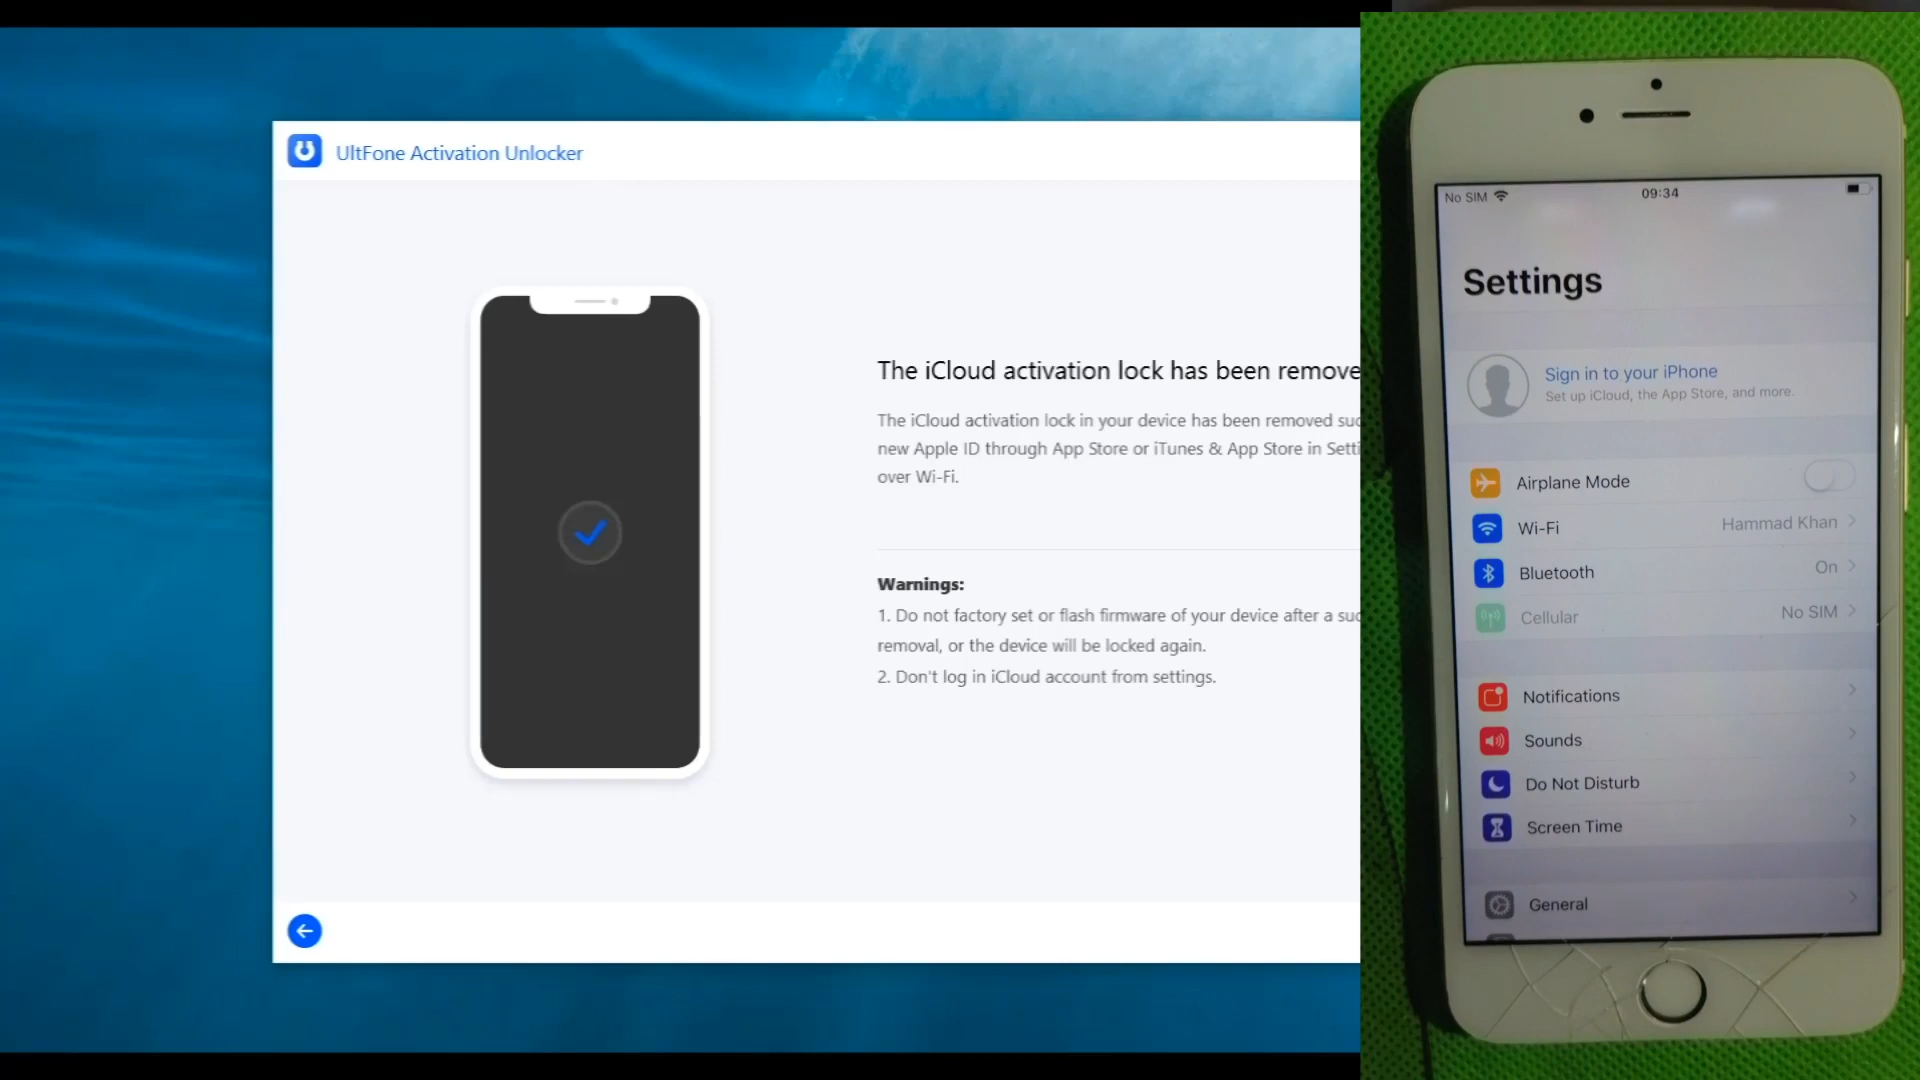 UltFone Activation Unlocker
The iCloud activation lock has been remove
The iCloud activation lock in your device has been removed suc
new Apple ID through App Store or iTunes & App Store in Setti
over Wi-Fi.
Warnings:
1. Do not factory set or flash firmware of your device after a suc
removal, or the device will be locked again.
2. Don't log in iCloud account from settings.
No SIM
09:34
Settings
Sign in to your iPhone
Set up iCloud, the App Store, and more.
Airplane Mode
Wi-Fi Hammad Khan
Bluetooth On
Cellular No SIM
Notifications
Sounds
Do Not Disturb
Screen Time
General